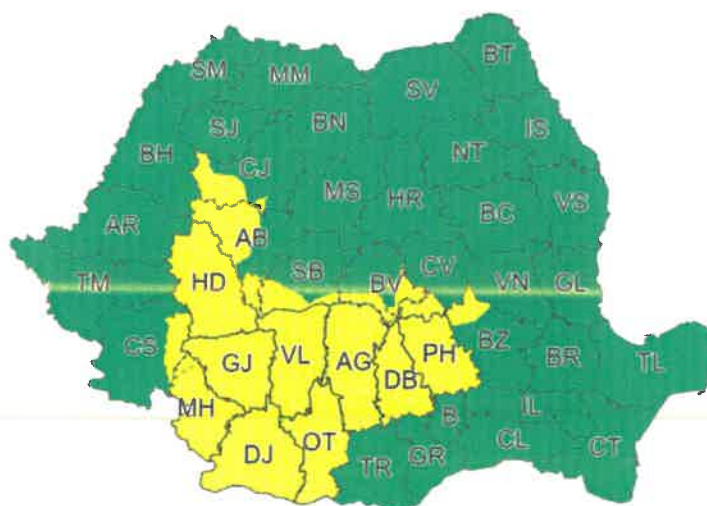 BT
SM MM SV
SJ BN IS
BH NT
CJ
MS HR BC VS
AR
AB
TM HD SB BV CV VN GL
CS GJ VL AG DB PH BZ BR TL
MH
DJ OT B IL
TR GR CL CT